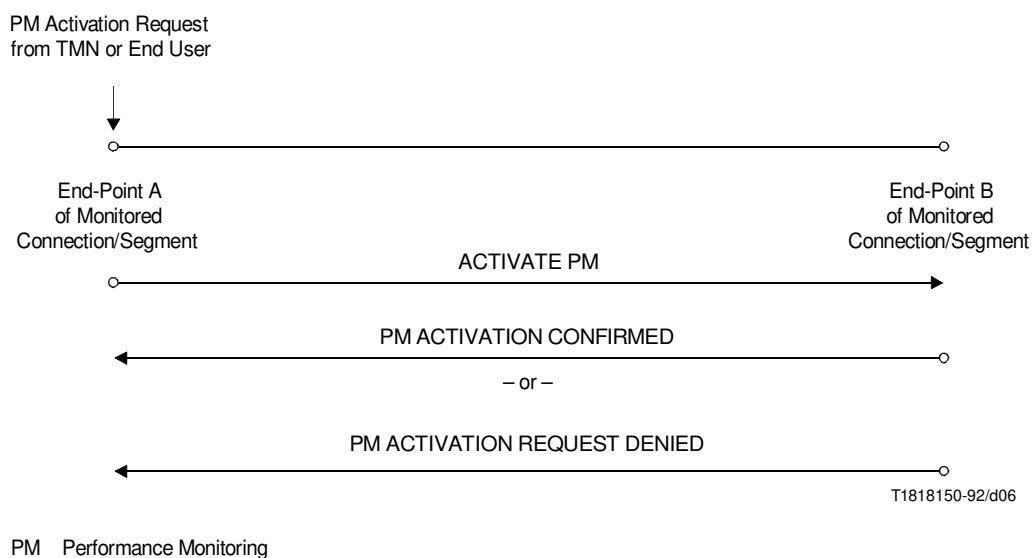 PM Activation Request
from TMN or End User
End-Point A
of Monitored
Connection/Segment
End-Point B
of Monitored
Connection/Segment
ACTIVATE PM
PM ACTIVATION CONFIRMED
– or –
PM ACTIVATION REQUEST DENIED
T1818150-92/d06
PM Performance Monitoring